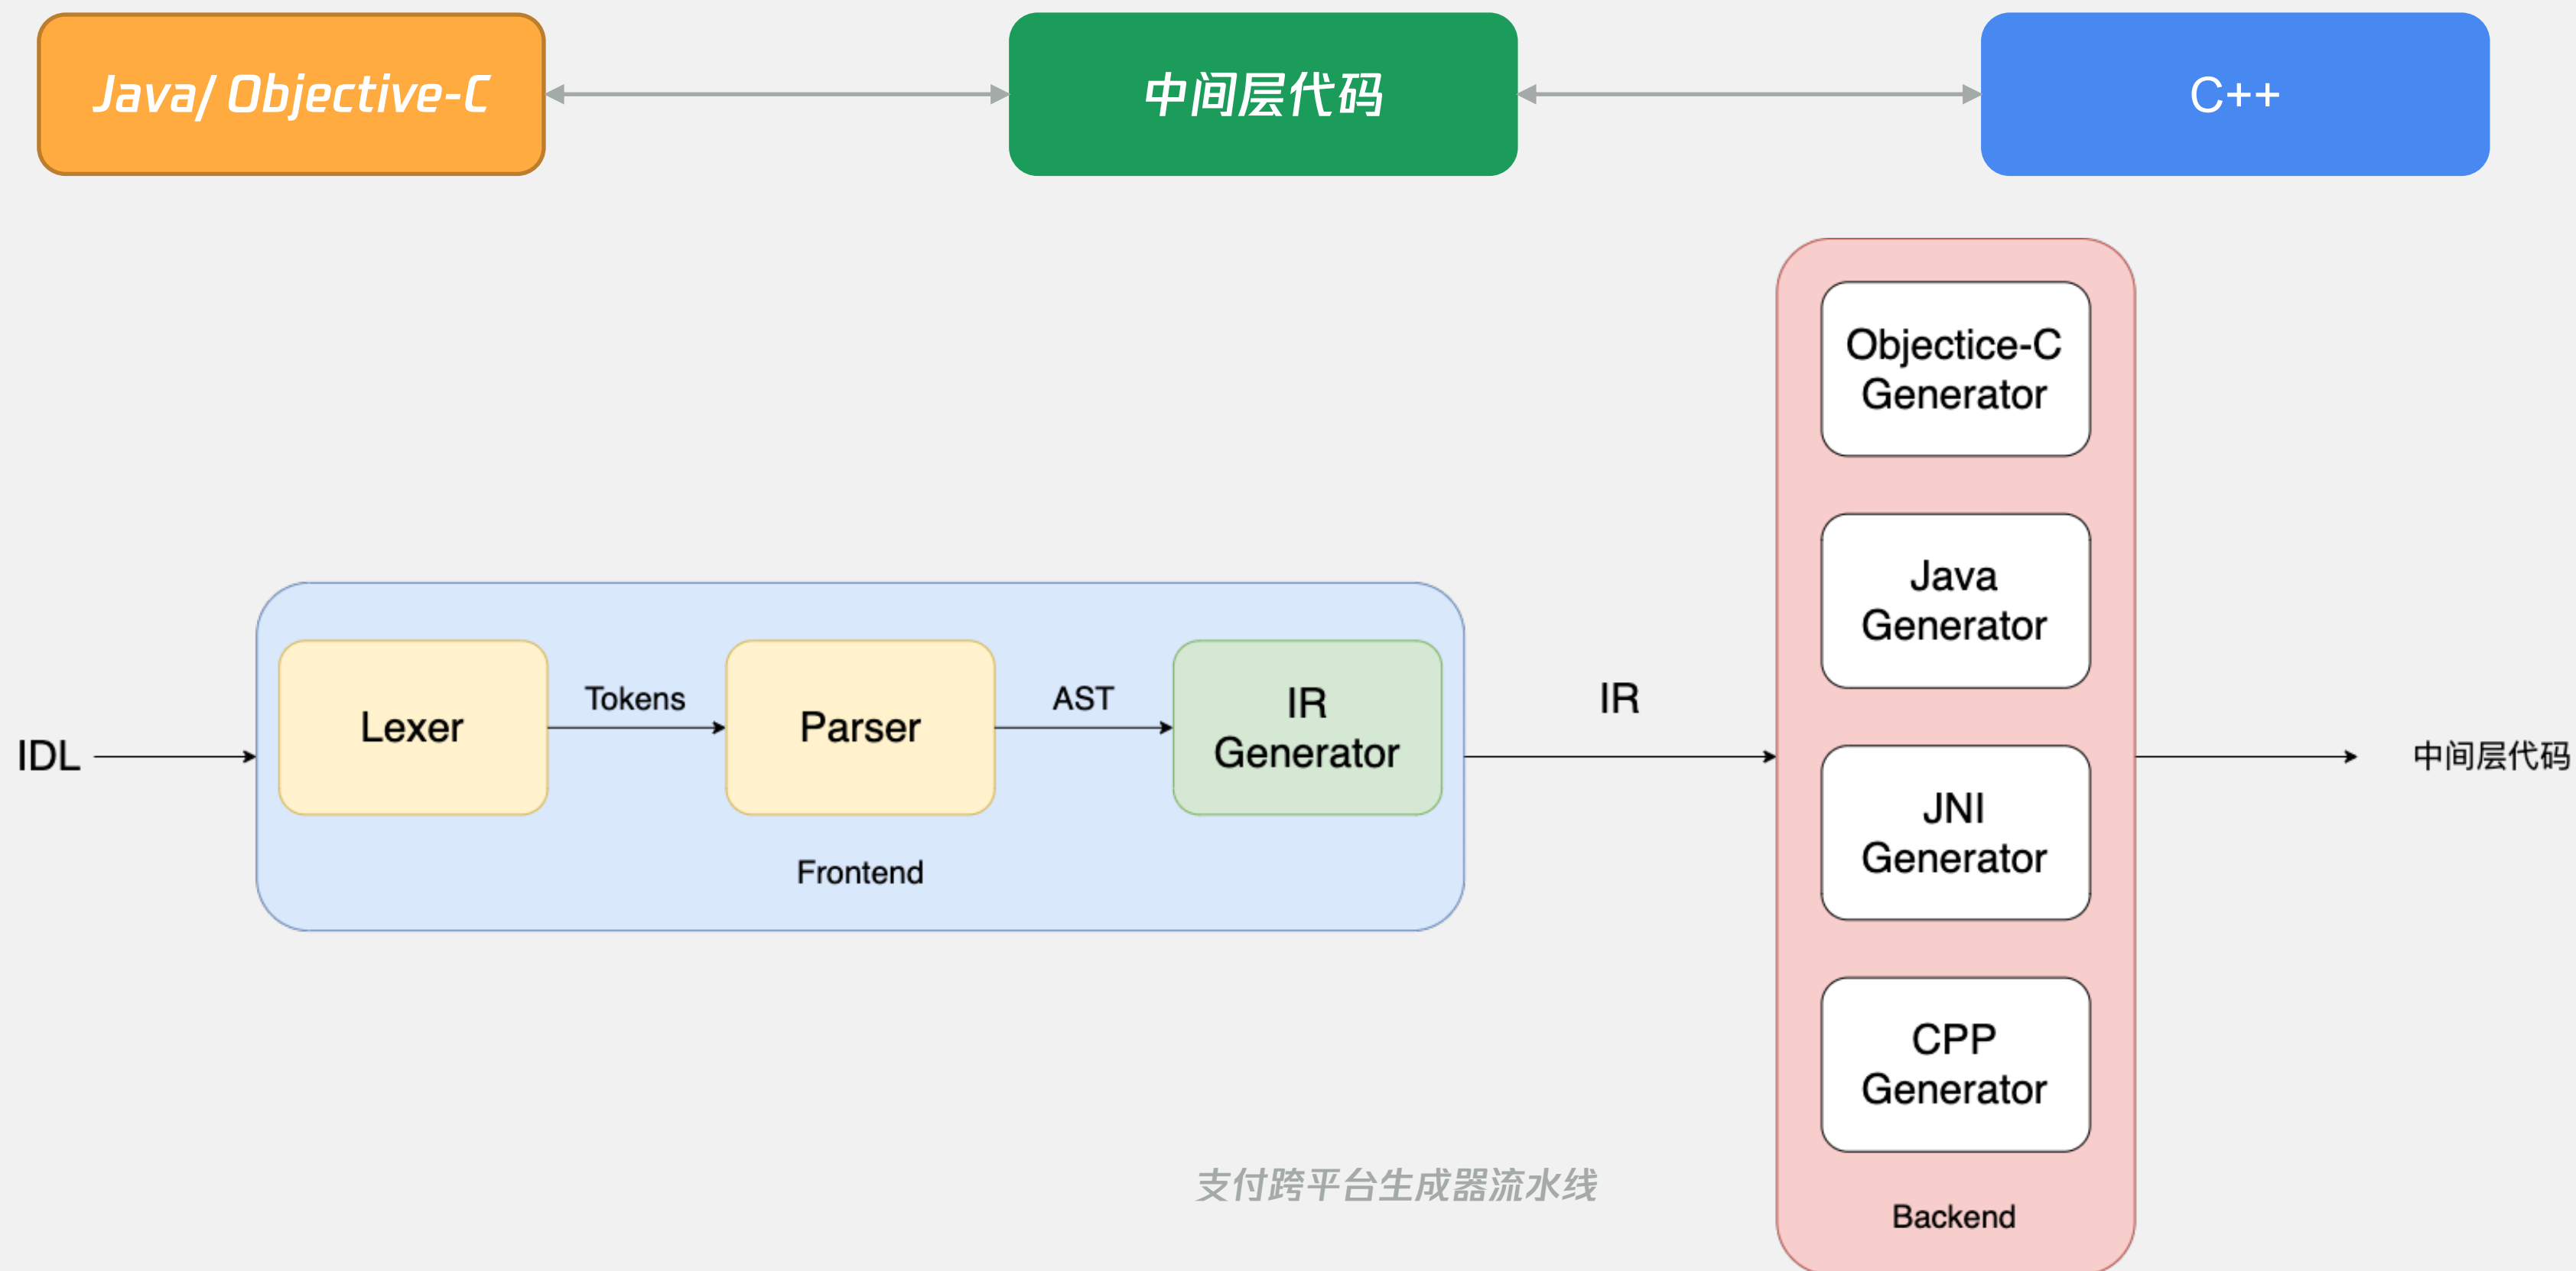 Java/ Objective-C
中间层代码
C++
Objectice-C
Generator
Java
Generator
JNI
Generator
CPP
Generator
Backend
IDL
Lexer
Tokens
Parser
AST
IR
Generator
Frontend
IR
中间层代码
支付跨平台生成器流水线